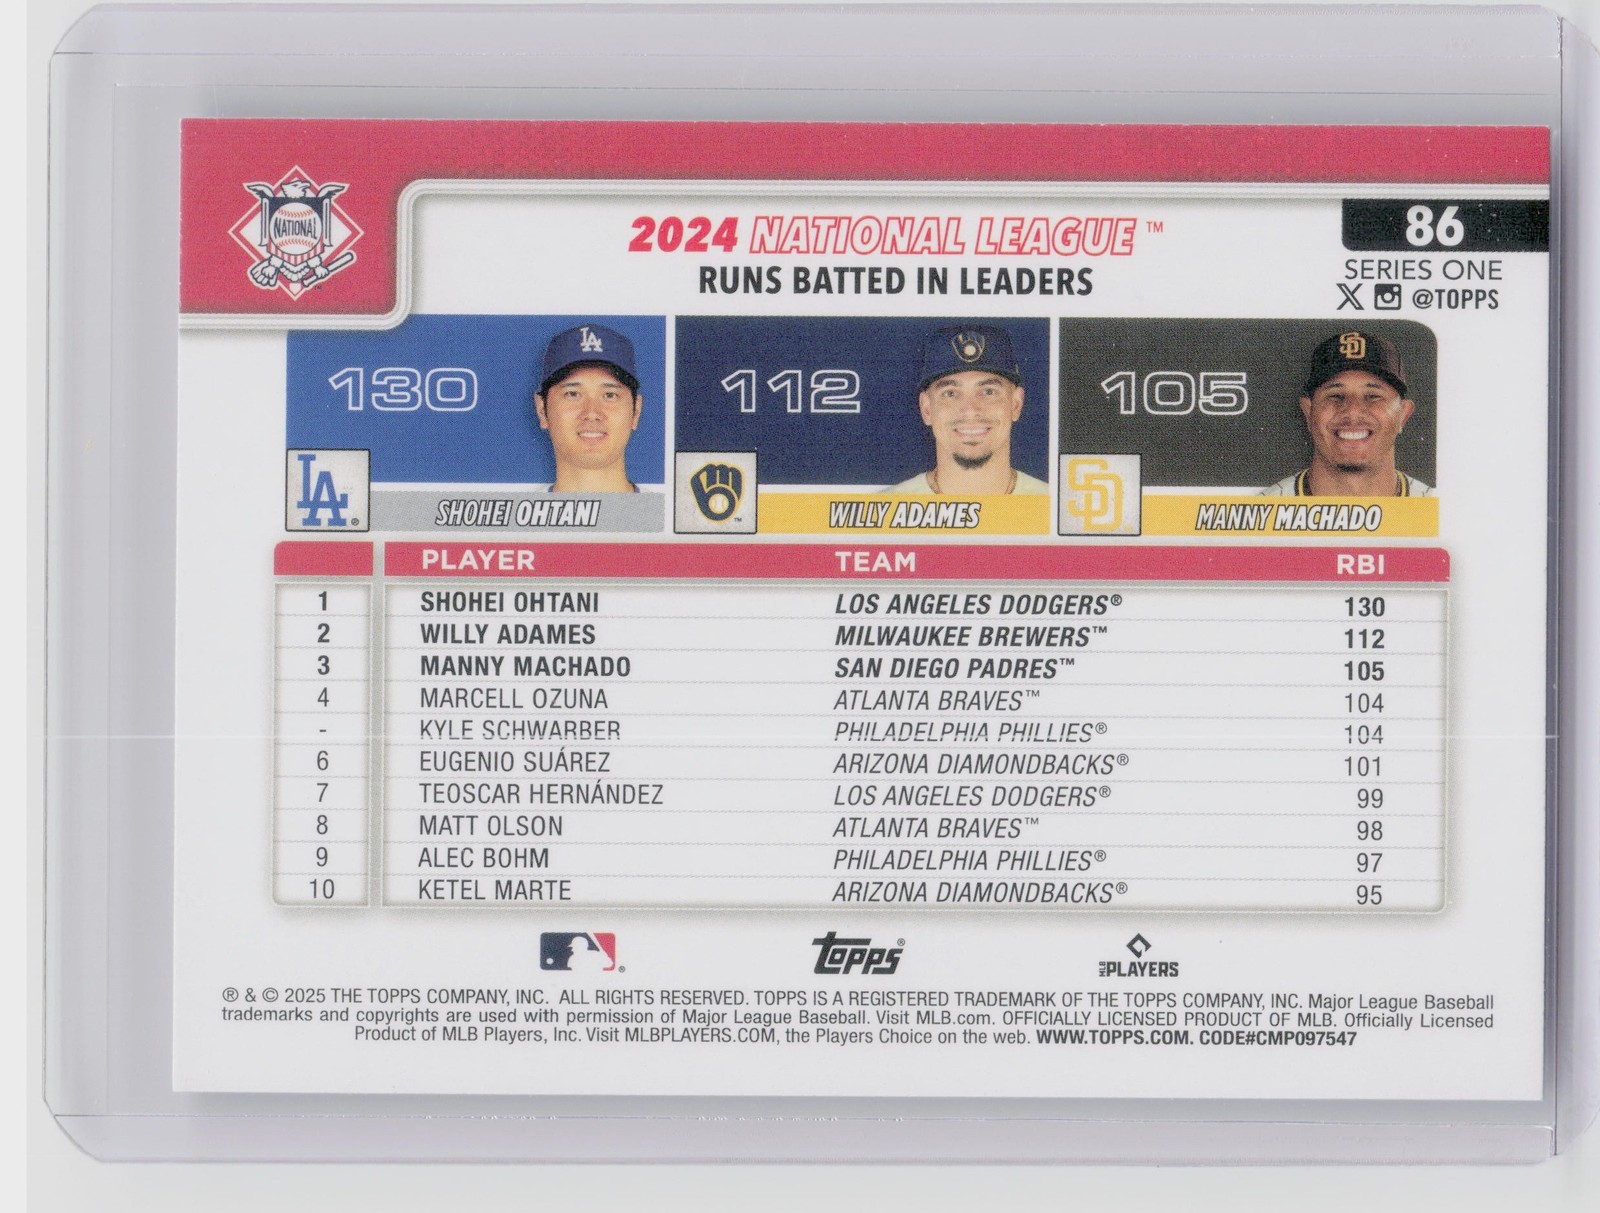 NATIONAL
2024 NATIONAL LEAGUE™
RUNS BATTED IN LEADERS
86
SERIES ONE
X @TOPPS
130
LA
112
105
SD
LA®
SHOHEI OHTANI
™
WILLY ADAMES
SD
MANNY MACHADO
PLAYER TEAM RBI
1 SHOHEI OHTANI LOS ANGELES DODGERS® 130
2 WILLY ADAMES MILWAUKEE BREWERS™ 112
3 MANNY MACHADO SAN DIEGO PADRES™ 105
4 MARCELL OZUNA ATLANTA BRAVES™ 104
- KYLE SCHWARBER PHILADELPHIA PHILLIES® 104
6 EUGENIO SUÁREZ ARIZONA DIAMONDBACKS® 101
7 TEOSCAR HERNÁNDEZ LOS ANGELES DODGERS® 99
8 MATT OLSON ATLANTA BRAVES™ 98
9 ALEC BOHM PHILADELPHIA PHILLIES® 97
10 KETEL MARTE ARIZONA DIAMONDBACKS® 95
® TOPPS® MLB PLAYERS
® & © 2025 THE TOPPS COMPANY, INC. ALL RIGHTS RESERVED. TOPPS IS A REGISTERED TRADEMARK OF THE TOPPS COMPANY, INC. Major League Baseball
trademarks and copyrights are used with permission of Major League Baseball. Visit MLB.com. OFFICIALLY LICENSED PRODUCT OF MLB. Officially Licensed
Product of MLB Players, Inc. Visit MLBPLAYERS.COM, the Players Choice on the web. WWW.TOPPS.COM. CODE#CMP097547